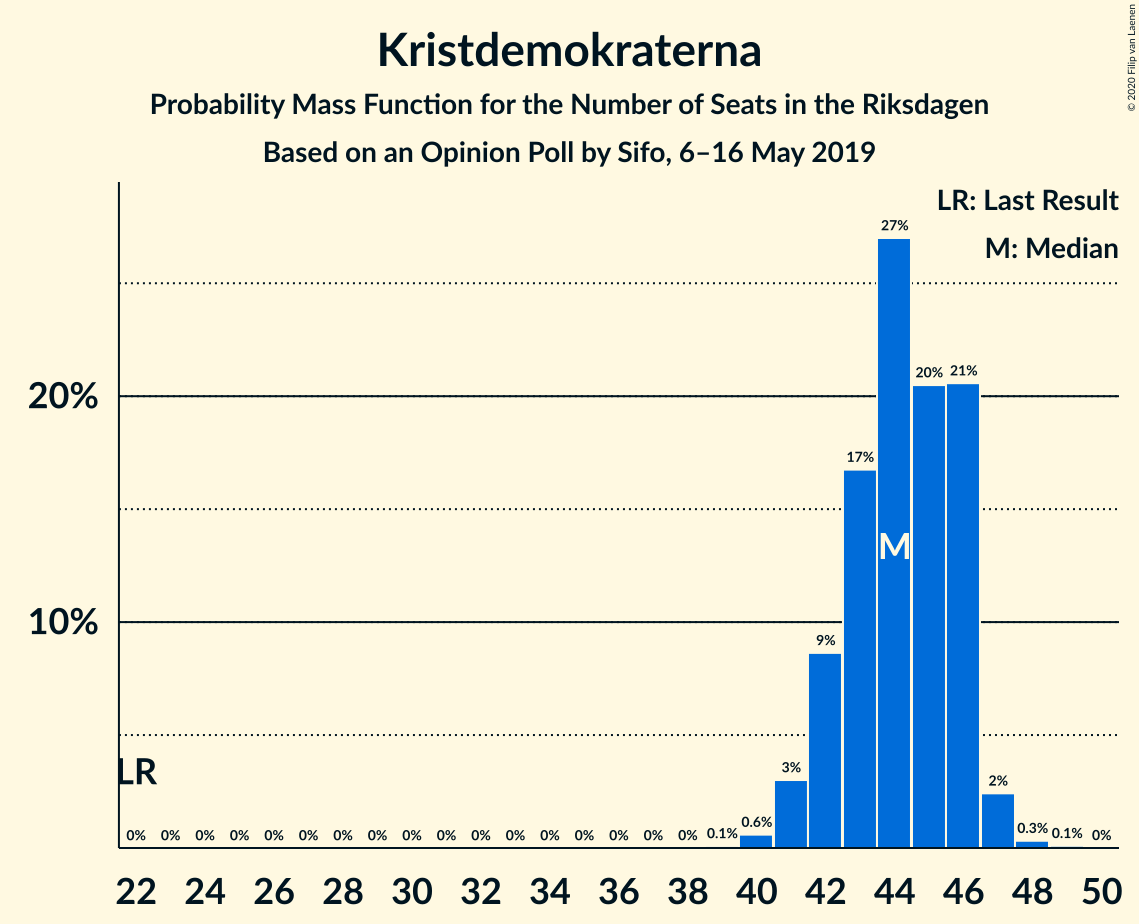 Kristdemokraterna
Probability Mass Function for the Number of Seats in the Riksdagen
Based on an Opinion Poll by Sifo, 6–16 May 2019
© 2020 Filip van Laenen
LR: Last Result
M: Median
27%
20%
20% 21%
17%
M
10%
9%
LR
3%
2%
0% 0% 0% 0% 0% 0% 0% 0% 0% 0% 0% 0% 0% 0% 0% 0% 0% 0.1% 0.6% 0.3% 0.1% 0%
22 24 26 28 30 32 34 36 38 40 42 44 46 48 50